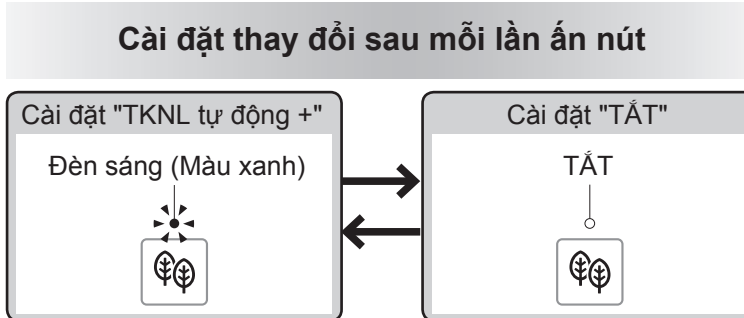 Cài đặt thay đổi sau mỗi lần ấn nút
Cài đặt "TKNL tự động +"
Đèn sáng (Màu xanh)
Cài đặt "TẮT"
TẮT